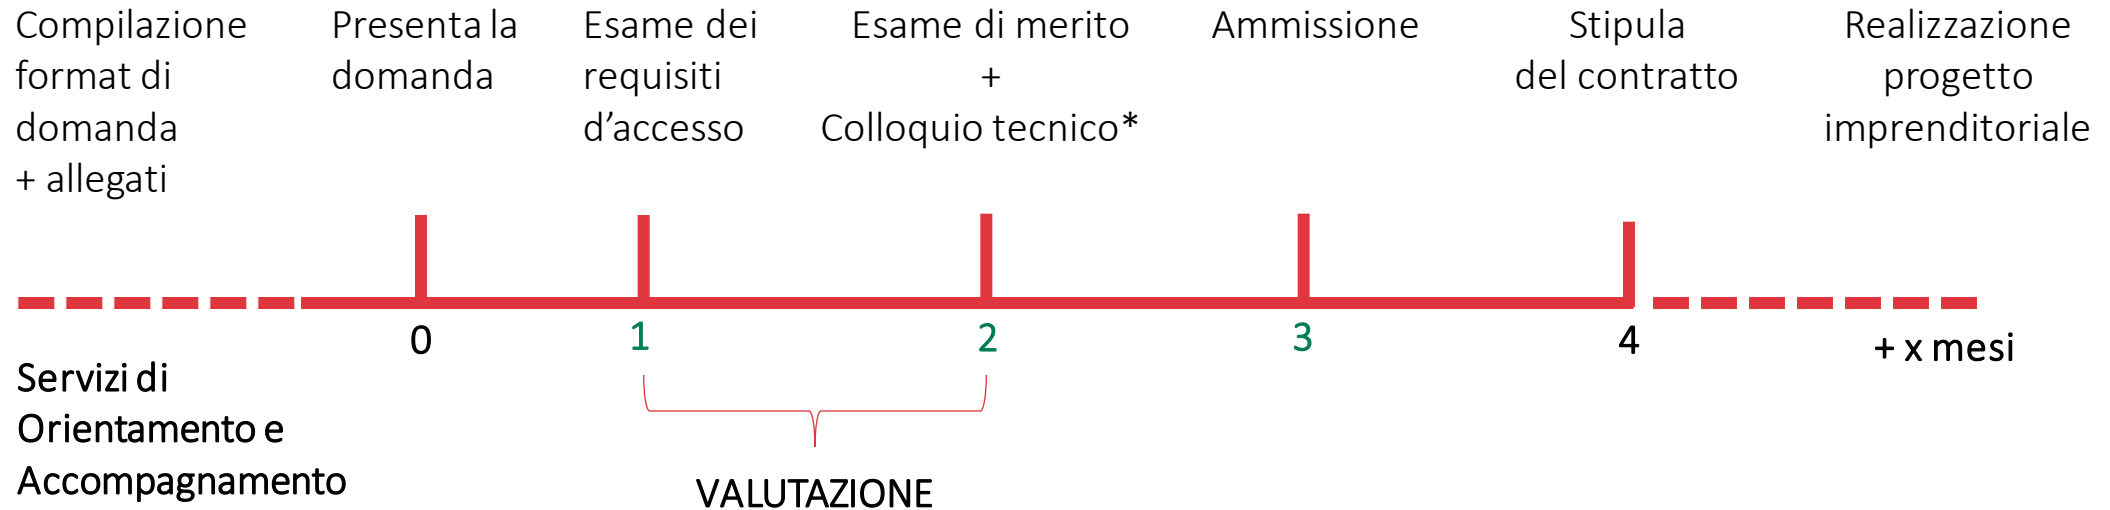 Compilazione
format di
domanda
+ allegati
Presenta la
domanda
Esame dei
requisiti
d’accesso
Esame di merito
+
Colloquio tecnico*
Ammissione
Stipula
del contratto
Realizzazione
progetto
imprenditoriale
0
1
2
3
4
+ x mesi
Servizi di
Orientamento e
Accompagnamento
VALUTAZIONE